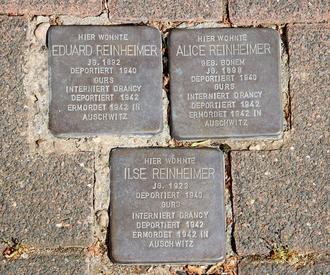 HIER WOHNTE
EDUARD REINHEIMER
JG. 1892
DEPORTIERT 1940
GURS
INTERNIERT DRANCY
DEPORTIERT 1942
ERMORDET 1942 IN
AUSCHWITZ
HIER WOHNTE
ALICE REINHEIMER
GEB. BOHEM
JG. 1898
DEPORTIERT 1940
GURS
INTERNIERT DRANCY
DEPORTIERT 1942
ERMORDET 1942 IN
AUSCHWITZ
HIER WOHNTE
ILSE REINHEIMER
JG. 1923
DEPORTIERT 1940
GURS
INTERNIERT DRANCY
DEPORTIERT 1942
ERMORDET 1942 IN
AUSCHWITZ